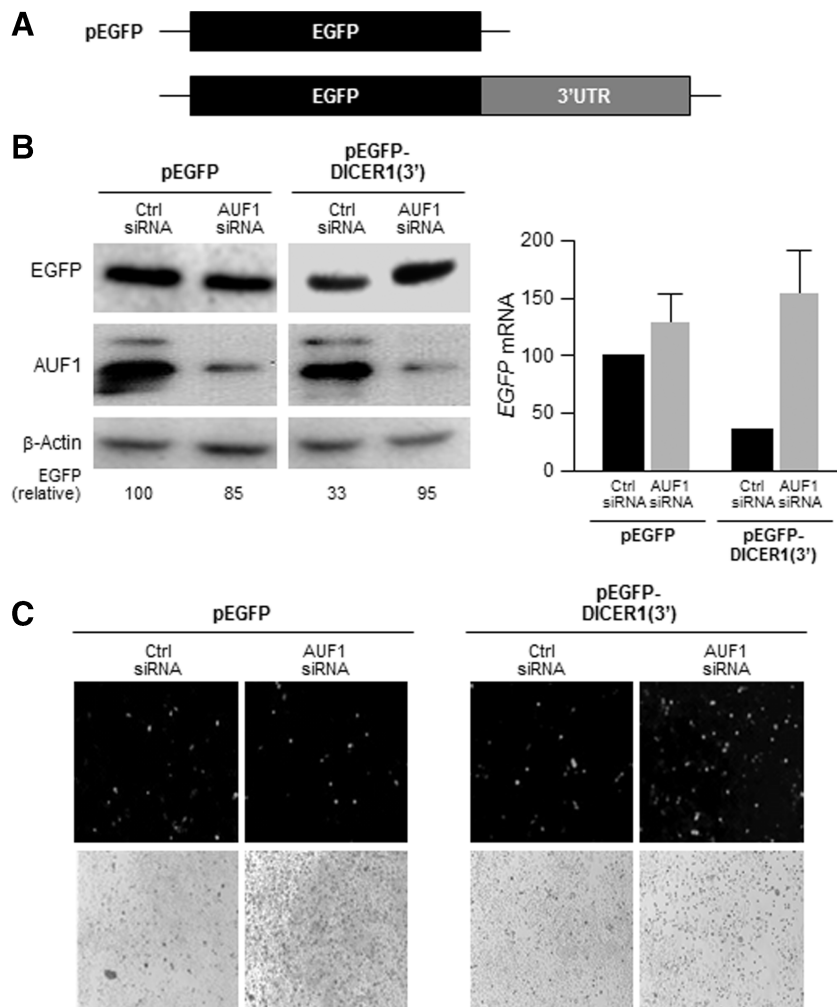 A
pEGFP
EGFP
EGFP
3'UTR
B
pEGFP
pEGFP-
DICER1(3')
Ctrl
siRNA
AUF1
siRNA
Ctrl
siRNA
AUF1
siRNA
EGFP
AUF1
β-Actin
EGFP
(relative)
100
85
33
95
200
150
100
50
0
EGFP mRNA
Ctrl
siRNA
AUF1
siRNA
Ctrl
siRNA
AUF1
siRNA
pEGFP
pEGFP-
DICER1(3')
C
pEGFP
pEGFP-
DICER1(3')
Ctrl
siRNA
AUF1
siRNA
Ctrl
siRNA
AUF1
siRNA